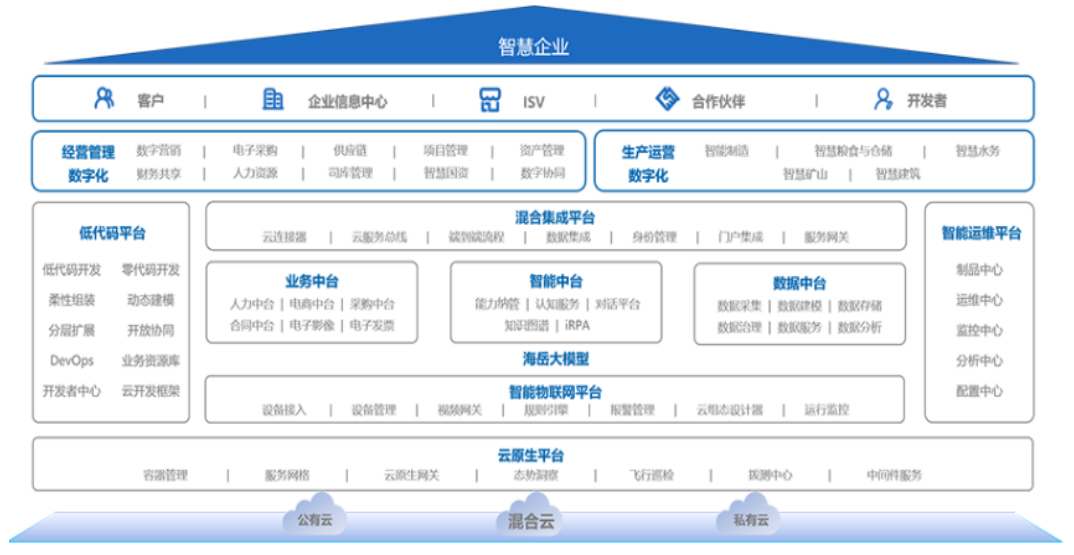 智慧企业
客户 | 企业信息中心 | ISV | 合作伙伴 | 开发者
经营管理 数字营销 | 电子采购 | 供应链 | 项目管理 | 资产管理
数字化 财务共享 | 人力资源 | 司库管理 | 智慧国资 | 数字协同
生产运营 智能制造 | 智慧粮食与仓储 | 智慧水务
数字化 智慧矿山 | 智慧建筑
低代码平台
低代码开发 零代码开发
柔性组装 动态建模
分层扩展 开放协同
DevOps 业务资源库
开发者中心 云开发框架
混合集成平台
云连接器 | 云服务总线 | 端到端流程 | 数据集成 | 身份管理 | 门户集成 | 服务网关
业务中台
人力中台 | 电商中台 | 采购中台
合同中台 | 电子影像 | 电子发票
智能中台
能力纳管 | 认知服务 | 对话平台
知识图谱 | iRPA
数据中台
数据采集 | 数据建模 | 数据存储
数据治理 | 数据服务 | 数据分析
海岳大模型
智能物联网平台
设备接入 | 设备管理 | 视频网关 | 规则引擎 | 报警管理 | 云组态设计器 | 运行监控
智能运维平台
制品中心
运维中心
监控中心
分析中心
配置中心
云原生平台
容器管理 | 服务网格 | 云原生网关 | 态势洞察 | 飞行巡检 | 拨测中心 | 中间件服务
公有云 混合云 私有云